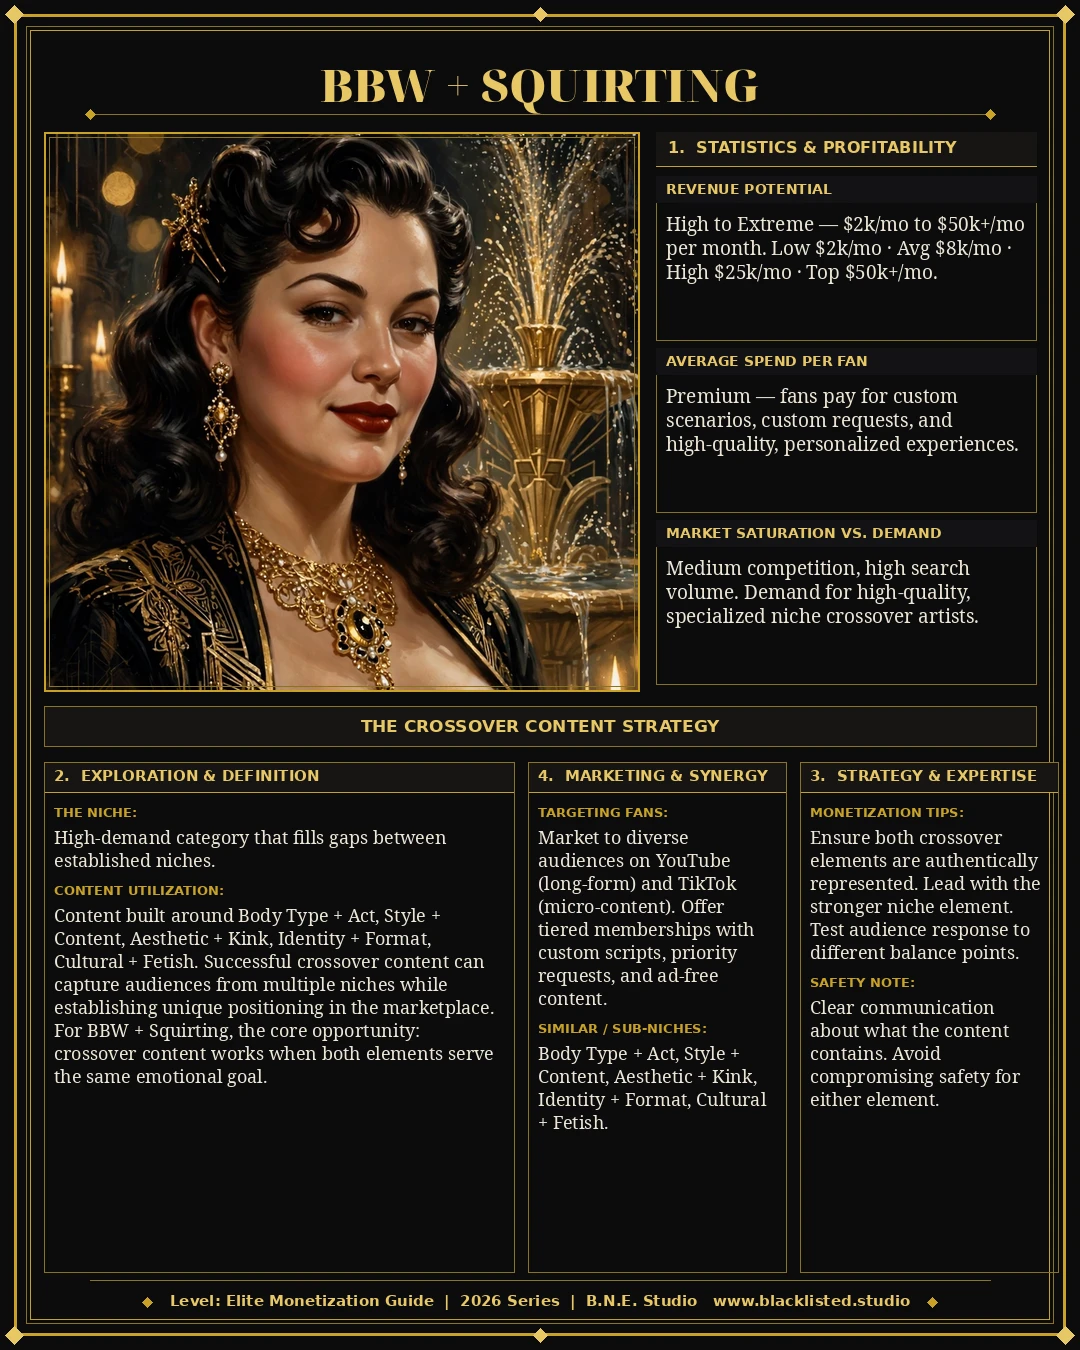 BBW + SQUIRTING
1. STATISTICS & PROFITABILITY
REVENUE POTENTIAL
High to Extreme — $2k/mo to $50k+/mo
per month. Low $2k/mo · Avg $8k/mo ·
High $25k/mo · Top $50k+/mo.
AVERAGE SPEND PER FAN
Premium — fans pay for custom
scenarios, custom requests, and
high-quality, personalized experiences.
MARKET SATURATION VS. DEMAND
Medium competition, high search
volume. Demand for high-quality,
specialized niche crossover artists.
THE CROSSOVER CONTENT STRATEGY
2. EXPLORATION & DEFINITION
THE NICHE:
High-demand category that fills gaps between
established niches.
CONTENT UTILIZATION:
Content built around Body Type + Act, Style +
Content, Aesthetic + Kink, Identity + Format,
Cultural + Fetish. Successful crossover content can
capture audiences from multiple niches while
establishing unique positioning in the marketplace.
For BBW + Squirting, the core opportunity:
crossover content works when both elements serve
the same emotional goal.
4. MARKETING & SYNERGY
TARGETING FANS:
Market to diverse
audiences on YouTube
(long-form) and TikTok
(micro-content). Offer
tiered memberships with
custom scripts, priority
requests, and ad-free
content.
SIMILAR / SUB-NICHES:
Body Type + Act, Style +
Content, Aesthetic + Kink,
Identity + Format, Cultural
+ Fetish.
3. STRATEGY & EXPERTISE
MONETIZATION TIPS:
Ensure both crossover
elements are authentically
represented. Lead with the
stronger niche element.
Test audience response to
different balance points.
SAFETY NOTE:
Clear communication
about what the content
contains. Avoid
compromising safety for
either element.
Level: Elite Monetization Guide | 2026 Series | B.N.E. Studio www.blacklisted.studio